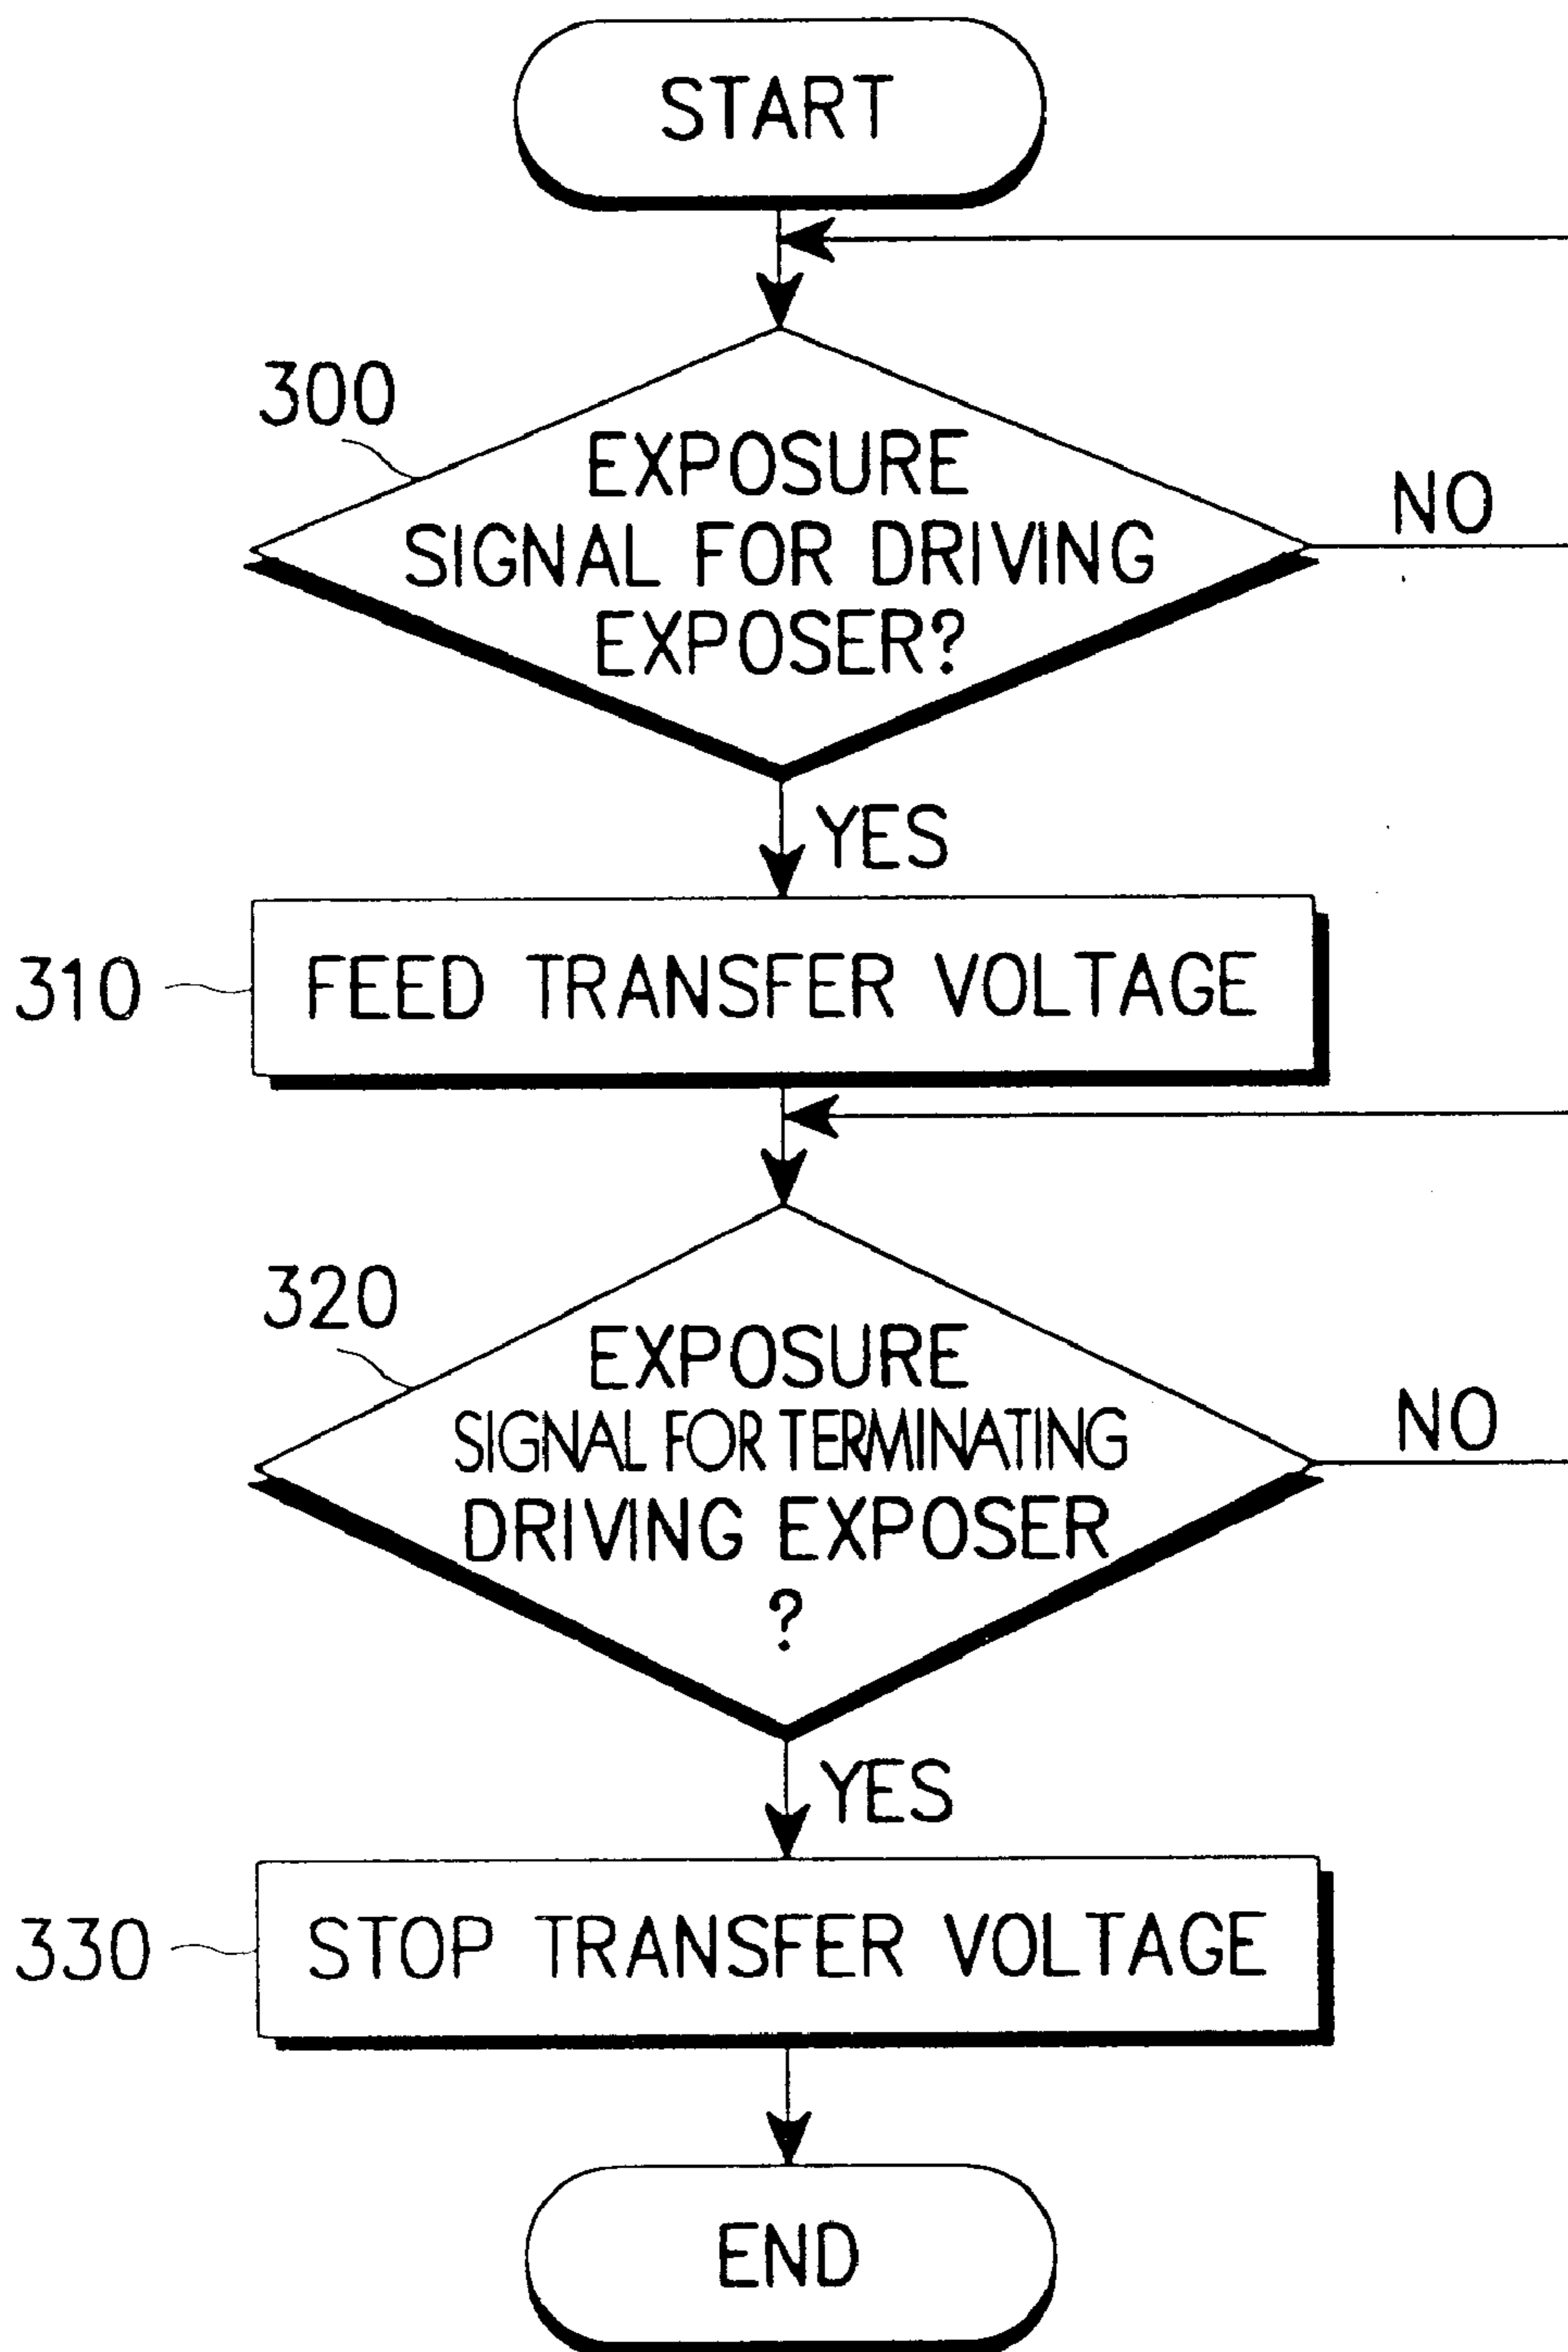 START
300
EXPOSURE
SIGNAL FOR DRIVING
EXPOSER?
NO
YES
310
FEED TRANSFER VOLTAGE
320
EXPOSURE
SIGNAL FOR TERMINATING
DRIVING EXPOSER
?
NO
YES
330
STOP TRANSFER VOLTAGE
END